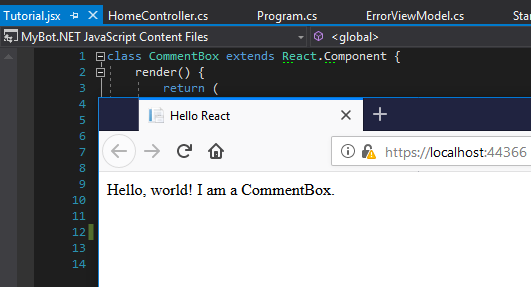 Tutorial.jsx HomeController.cs Program.cs ErrorViewModel.cs Star
MyBot.NET JavaScript Content Files <global>
1 class CommentBox extends React.Component {
2 render() {
3 return (
4
5
6
7
8
9
10
11
12
13
14
Hello React
https://localhost:44366
Hello, world! I am a CommentBox.